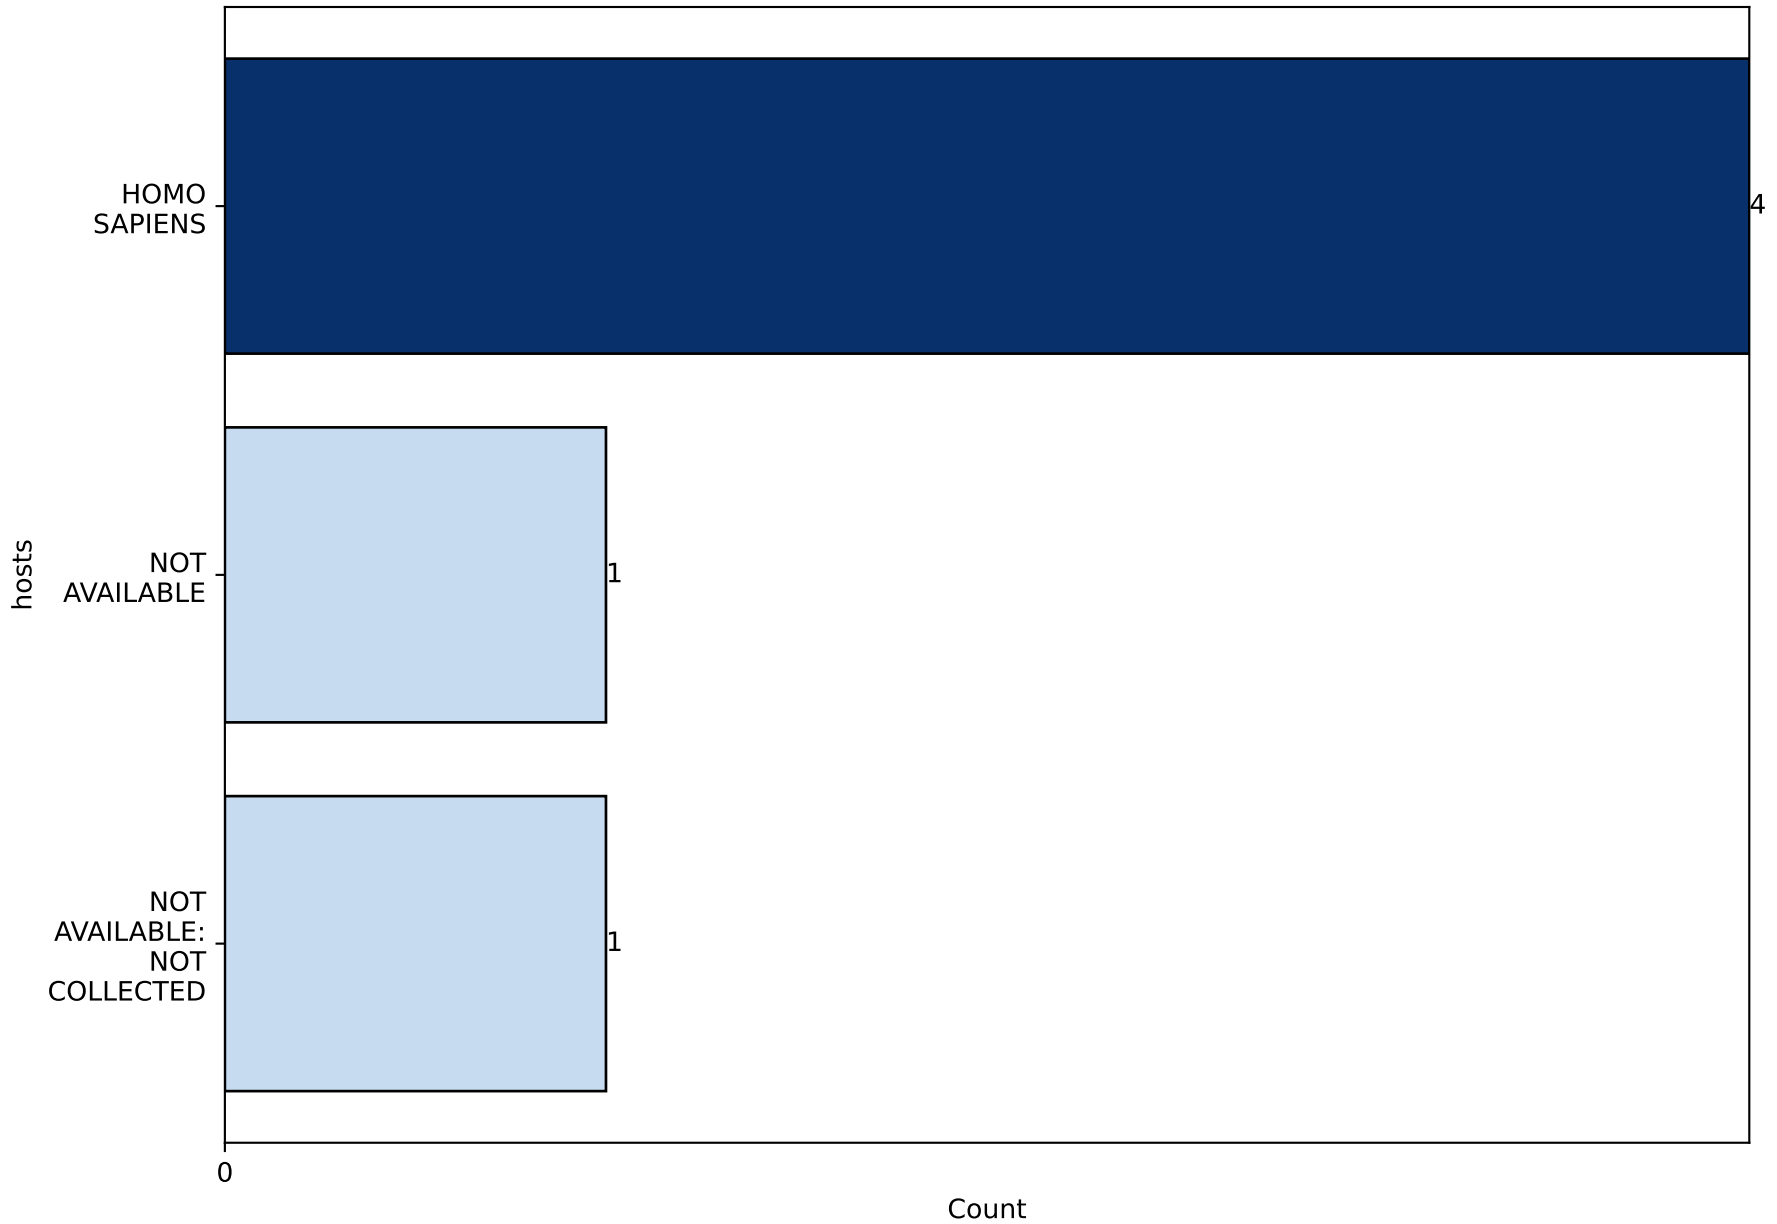 HOMO
SAPIENS
4
NOT
AVAILABLE
1
NOT
AVAILABLE:
NOT
COLLECTED
1
hosts
0
Count